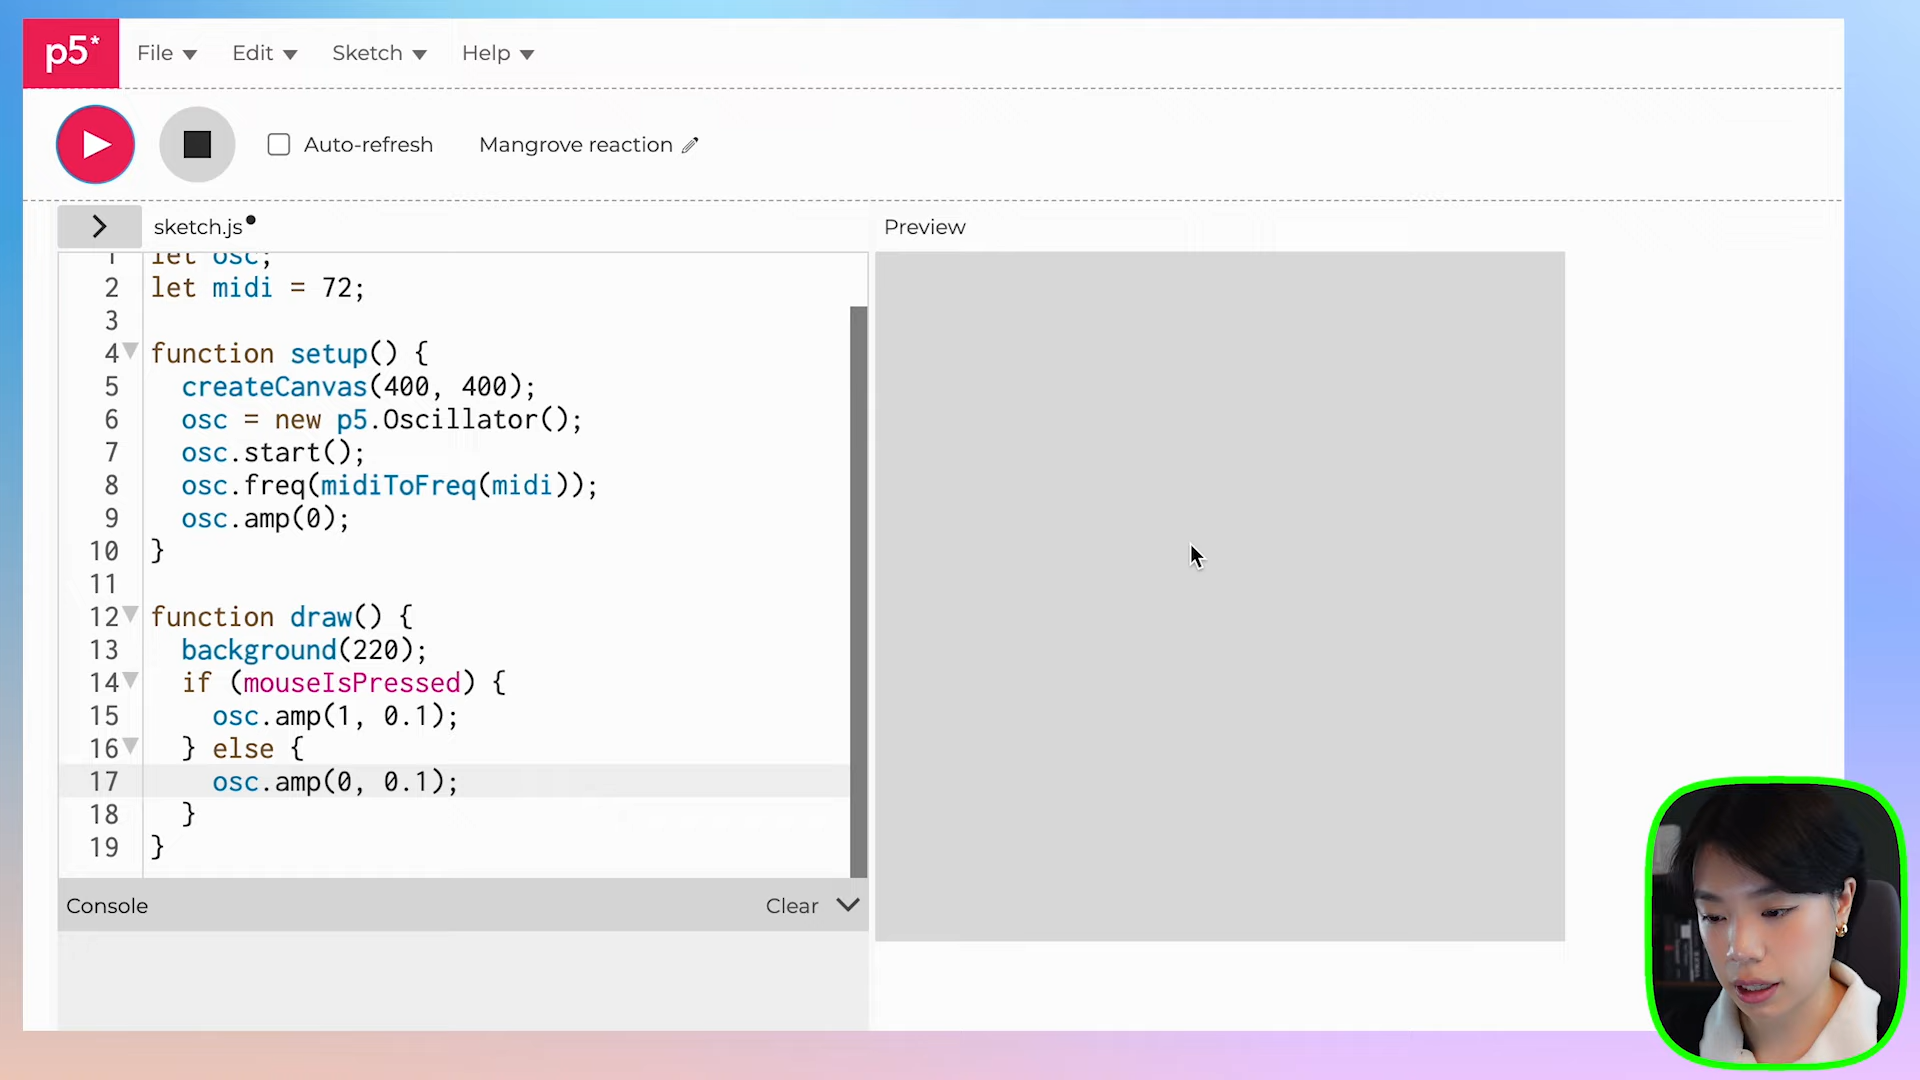 p5*
File Edit Sketch Help
Auto-refresh Mangrove reaction
sketch.js Preview
1 let osc;
2 let midi = 72;
3
4 function setup() {
5 createCanvas(400, 400);
6 osc = new p5.Oscillator();
7 osc.start();
8 osc.freq(midiToFreq(midi));
9 osc.amp(0);
10 }
11
12 function draw() {
13 background(220);
14 if (mouseIsPressed) {
15 osc.amp(1, 0.1);
16 } else {
17 osc.amp(0, 0.1);
18 }
19 }
Console Clear